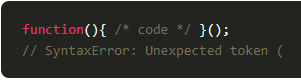 function(){ /* code */ }();
// SyntaxError: Unexpected token (